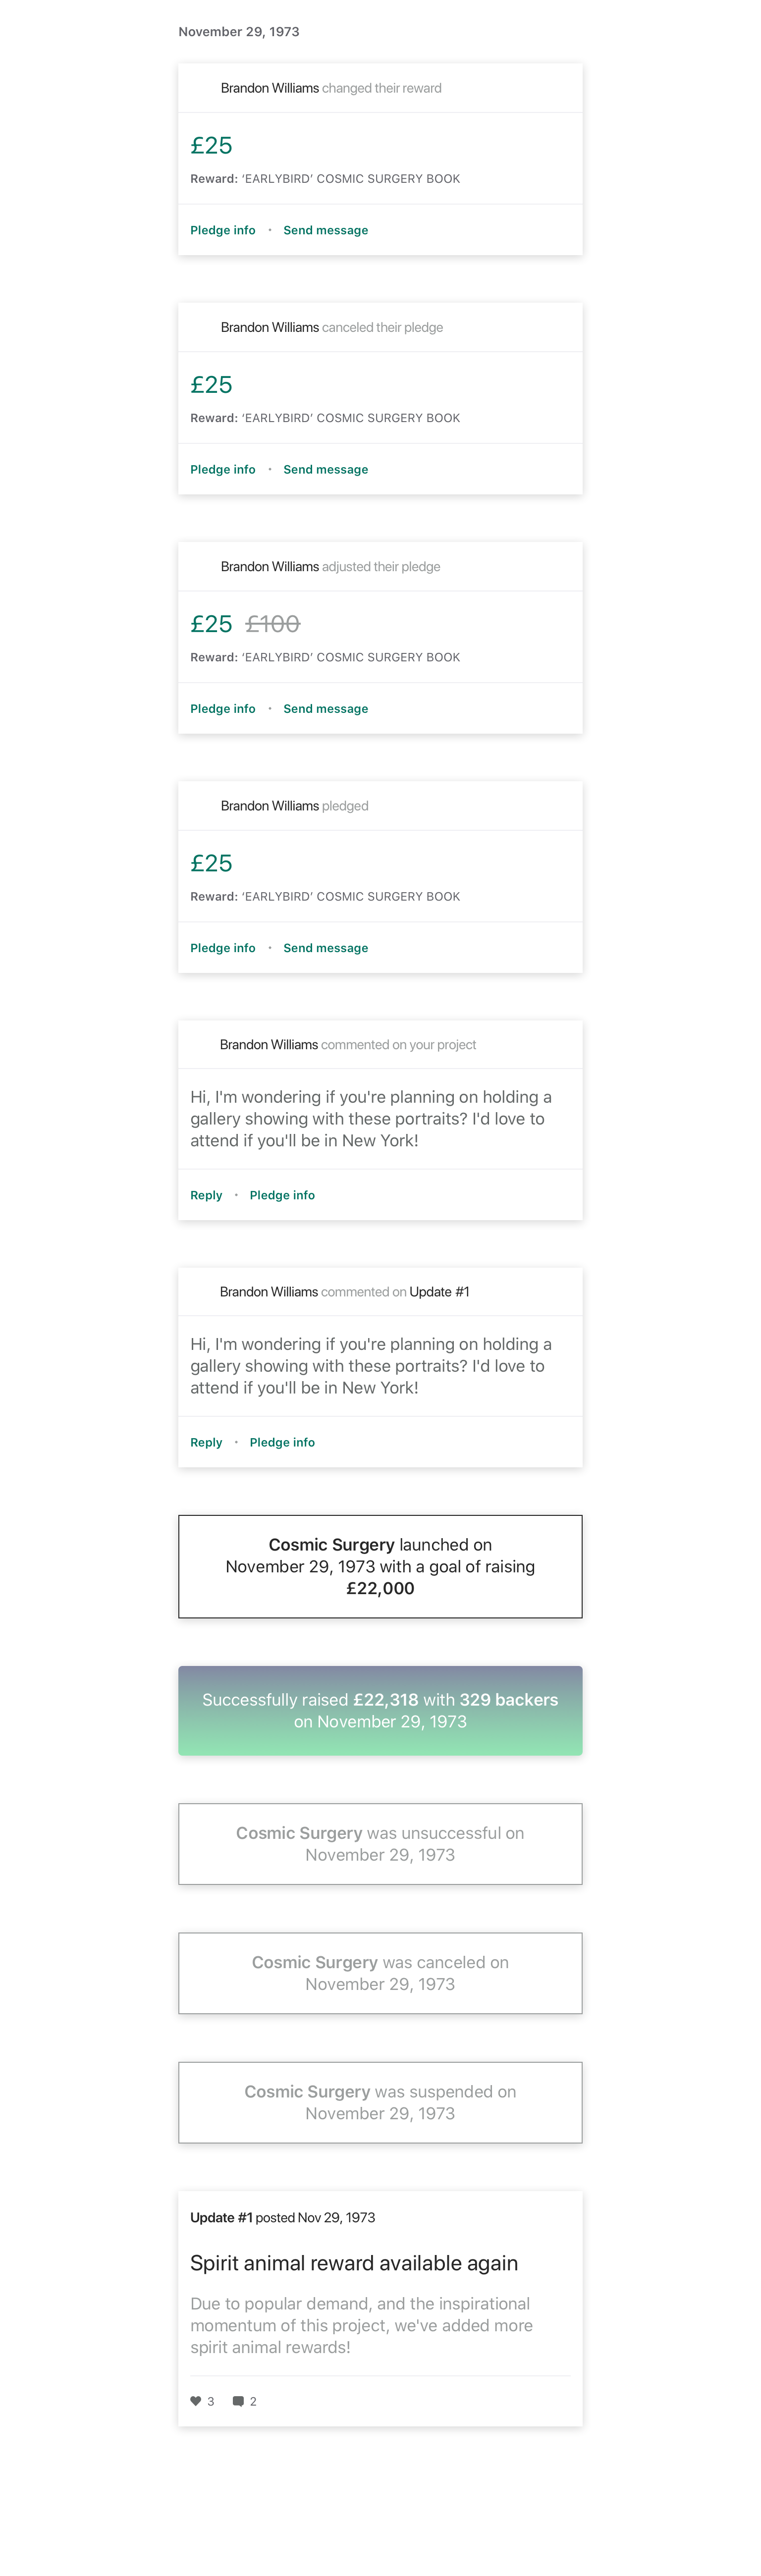 November 29, 1973
Brandon Williams changed their reward
£25
Reward: ‘EARLYBIRD’ COSMIC SURGERY BOOK
Pledge info • Send message
Brandon Williams canceled their pledge
£25
Reward: ‘EARLYBIRD’ COSMIC SURGERY BOOK
Pledge info • Send message
Brandon Williams adjusted their pledge
£25 £100
Reward: ‘EARLYBIRD’ COSMIC SURGERY BOOK
Pledge info • Send message
Brandon Williams pledged
£25
Reward: ‘EARLYBIRD’ COSMIC SURGERY BOOK
Pledge info • Send message
Brandon Williams commented on your project
Hi, I'm wondering if you're planning on holding a
gallery showing with these portraits? I'd love to
attend if you'll be in New York!
Reply • Pledge info
Brandon Williams commented on Update #1
Hi, I'm wondering if you're planning on holding a
gallery showing with these portraits? I'd love to
attend if you'll be in New York!
Reply • Pledge info
Cosmic Surgery launched on
November 29, 1973 with a goal of raising
£22,000
Successfully raised £22,318 with 329 backers
on November 29, 1973
Cosmic Surgery was unsuccessful on
November 29, 1973
Cosmic Surgery was canceled on
November 29, 1973
Cosmic Surgery was suspended on
November 29, 1973
Update #1 posted Nov 29, 1973
Spirit animal reward available again
Due to popular demand, and the inspirational
momentum of this project, we've added more
spirit animal rewards!
3 2